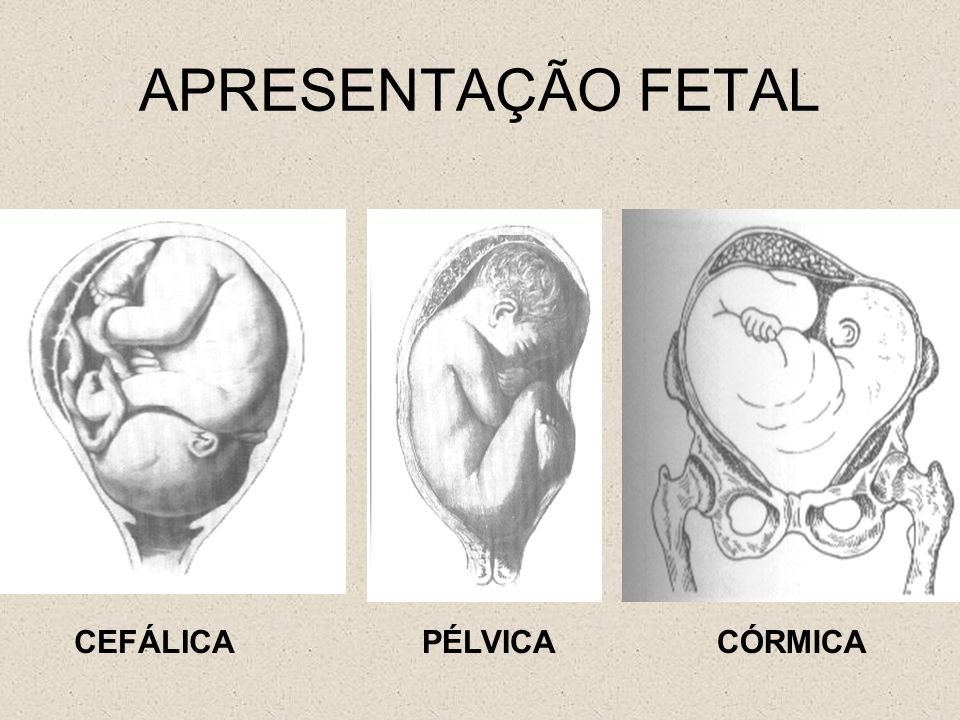 APRESENTAÇÃO FETAL
CEFÁLICA PÉLVICA CÓRMICA